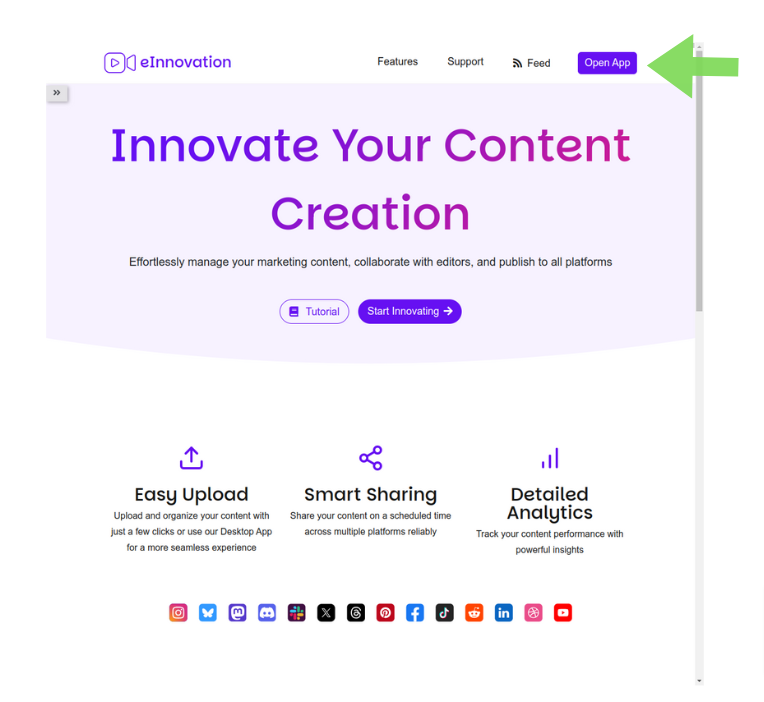 eInnovation
Features
Support
Feed
Open App
Innovate Your Content
Creation
Effortlessly manage your marketing content, collaborate with editors, and publish to all platforms
Tutorial
Start Innovating
Easy Upload
Upload and organize your content with
just a few clicks or use our Desktop App
for a more seamless experience
Smart Sharing
Share your content on a scheduled time
across multiple platforms reliably
Detailed
Analytics
Track your content performance with
powerful insights